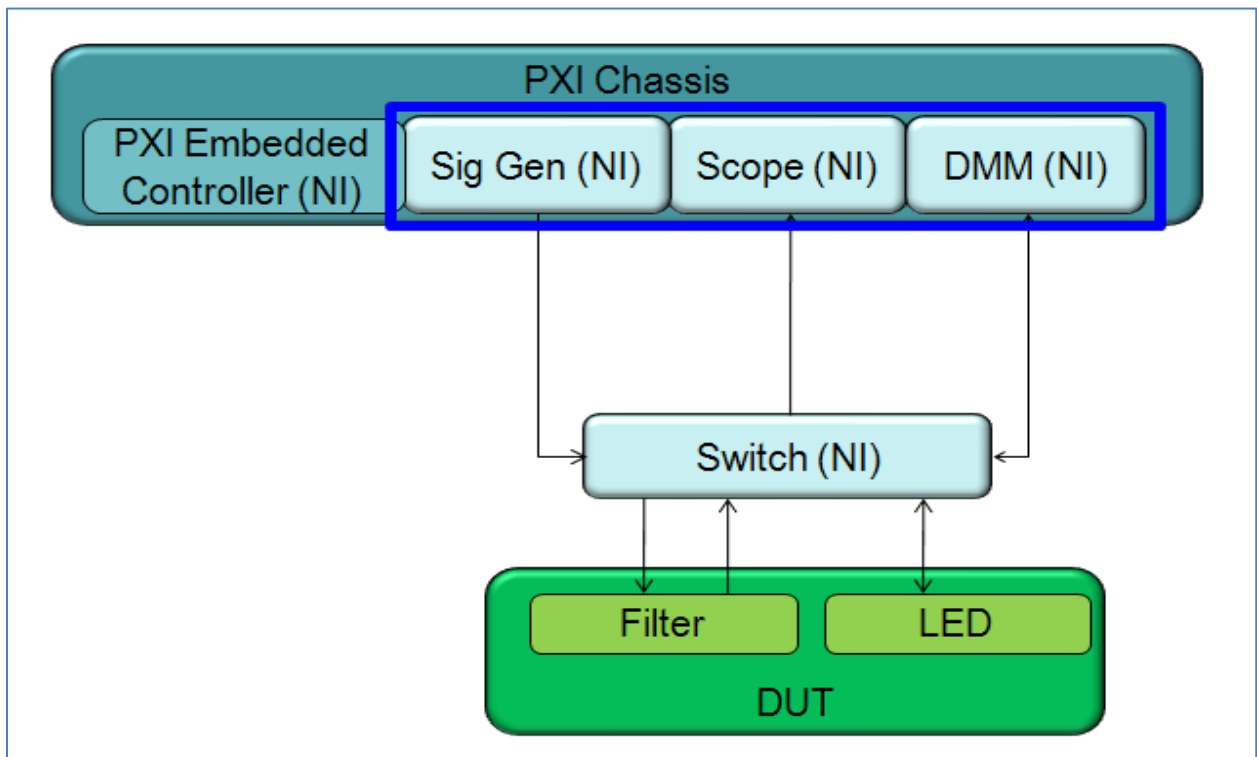 PXI Chassis
PXI Embedded
Controller (NI)
Sig Gen (NI)
Scope (NI)
DMM (NI)
Switch (NI)
Filter
LED
DUT